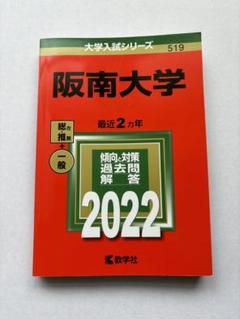 大学入試シリーズ
519
阪南大学
最近2カ年
総合推薦
+
一般
傾向と対策
過去問
解答
2022
教学社